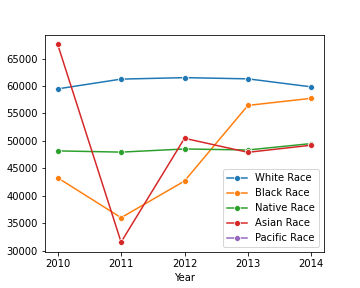 65000
60000
55000
50000
45000
40000
35000
30000
White Race
Black Race
Native Race
Asian Race
Pacific Race
2010 2011 2012 2013 2014
Year